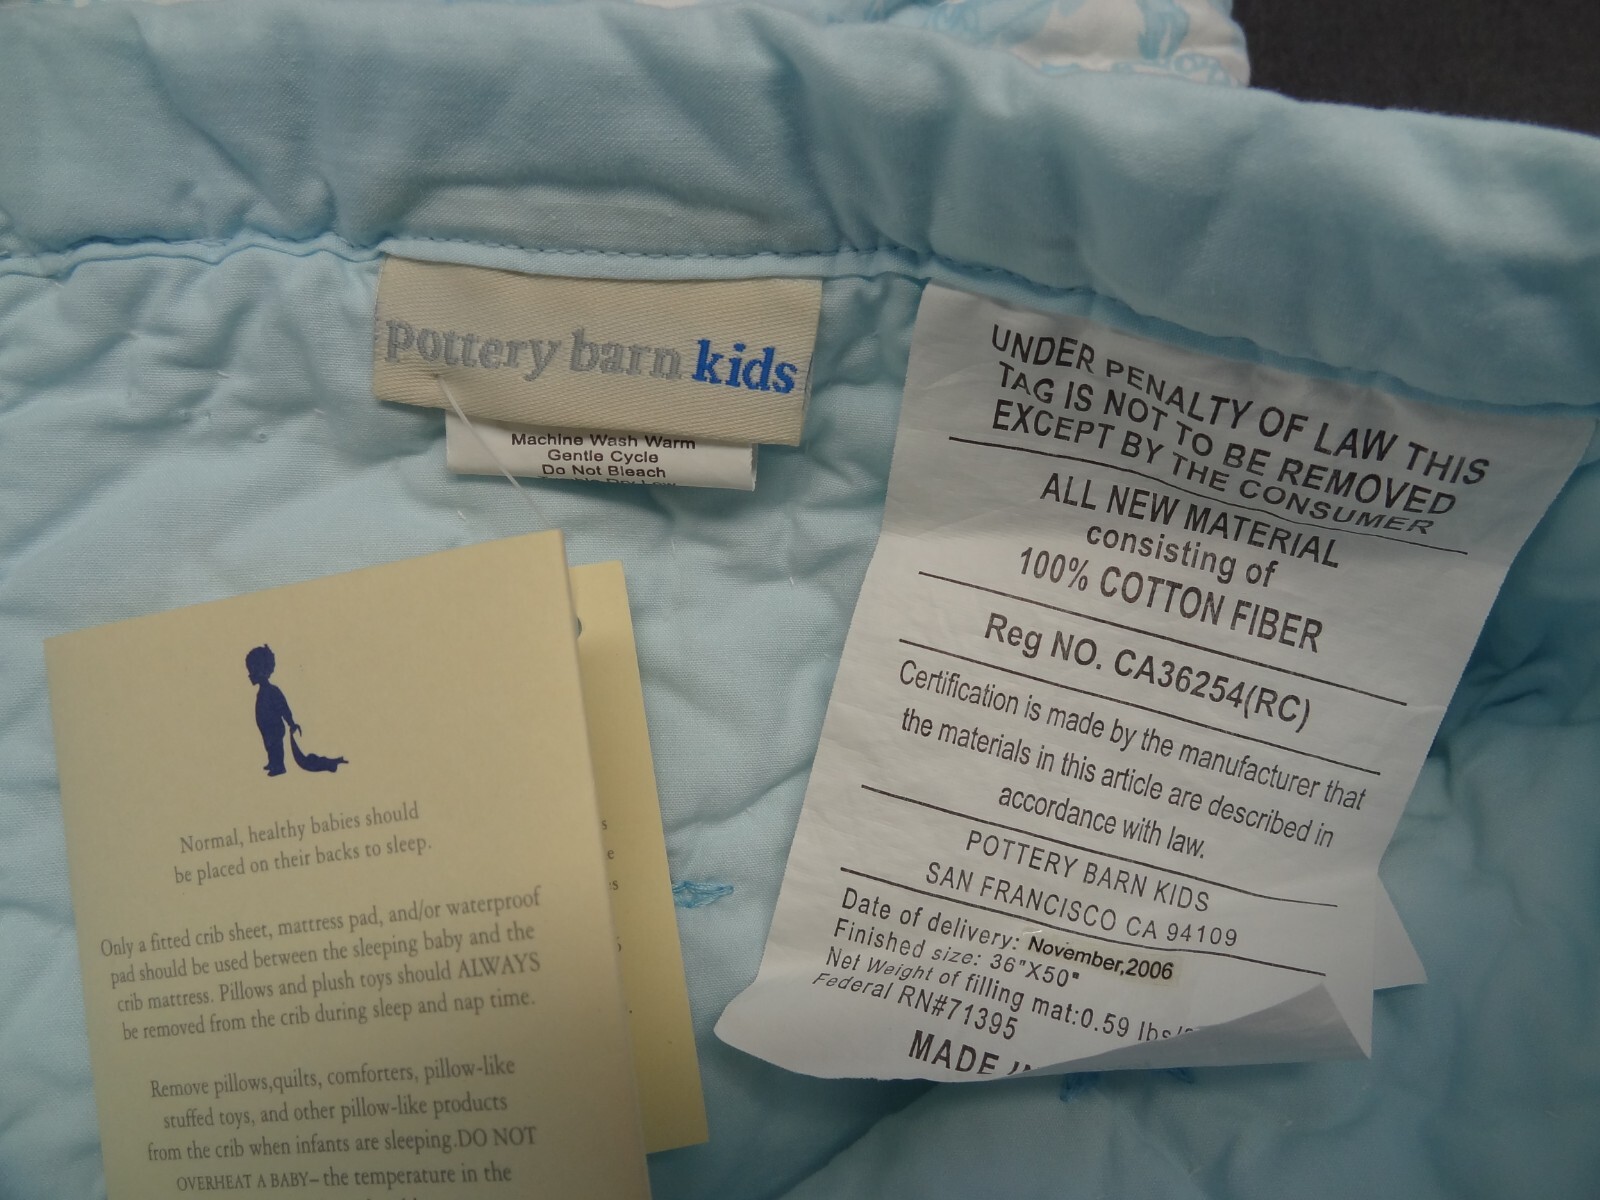 pottery barn kids
Machine Wash Warm
Gentle Cycle
Do Not Bleach
UNDER PENALTY OF LAW THIS
TAG IS NOT TO BE REMOVED
EXCEPT BY THE CONSUMER
ALL NEW MATERIAL
consisting of
100% COTTON FIBER
Reg NO. CA36254(RC)
Certification is made by the manufacturer that
the materials in this article are described in
accordance with law.
POTTERY BARN KIDS
SAN FRANCISCO CA 94109
Date of delivery: November,2006
Finished size: 36"X50"
Net Weight of filling mat:0.59 lbs/
Federal RN#71395
MADE
Normal, healthy babies should
be placed on their backs to sleep.
Only a fitted crib sheet, mattress pad, and/or waterproof
pad should be used between the sleeping baby and the
crib mattress. Pillows and plush toys should ALWAYS
be removed from the crib during sleep and nap time.
Remove pillows,quilts, comforters, pillow-like
stuffed toys, and other pillow-like products
from the crib when infants are sleeping.DO NOT
OVERHEAT A BABY– the temperature in the